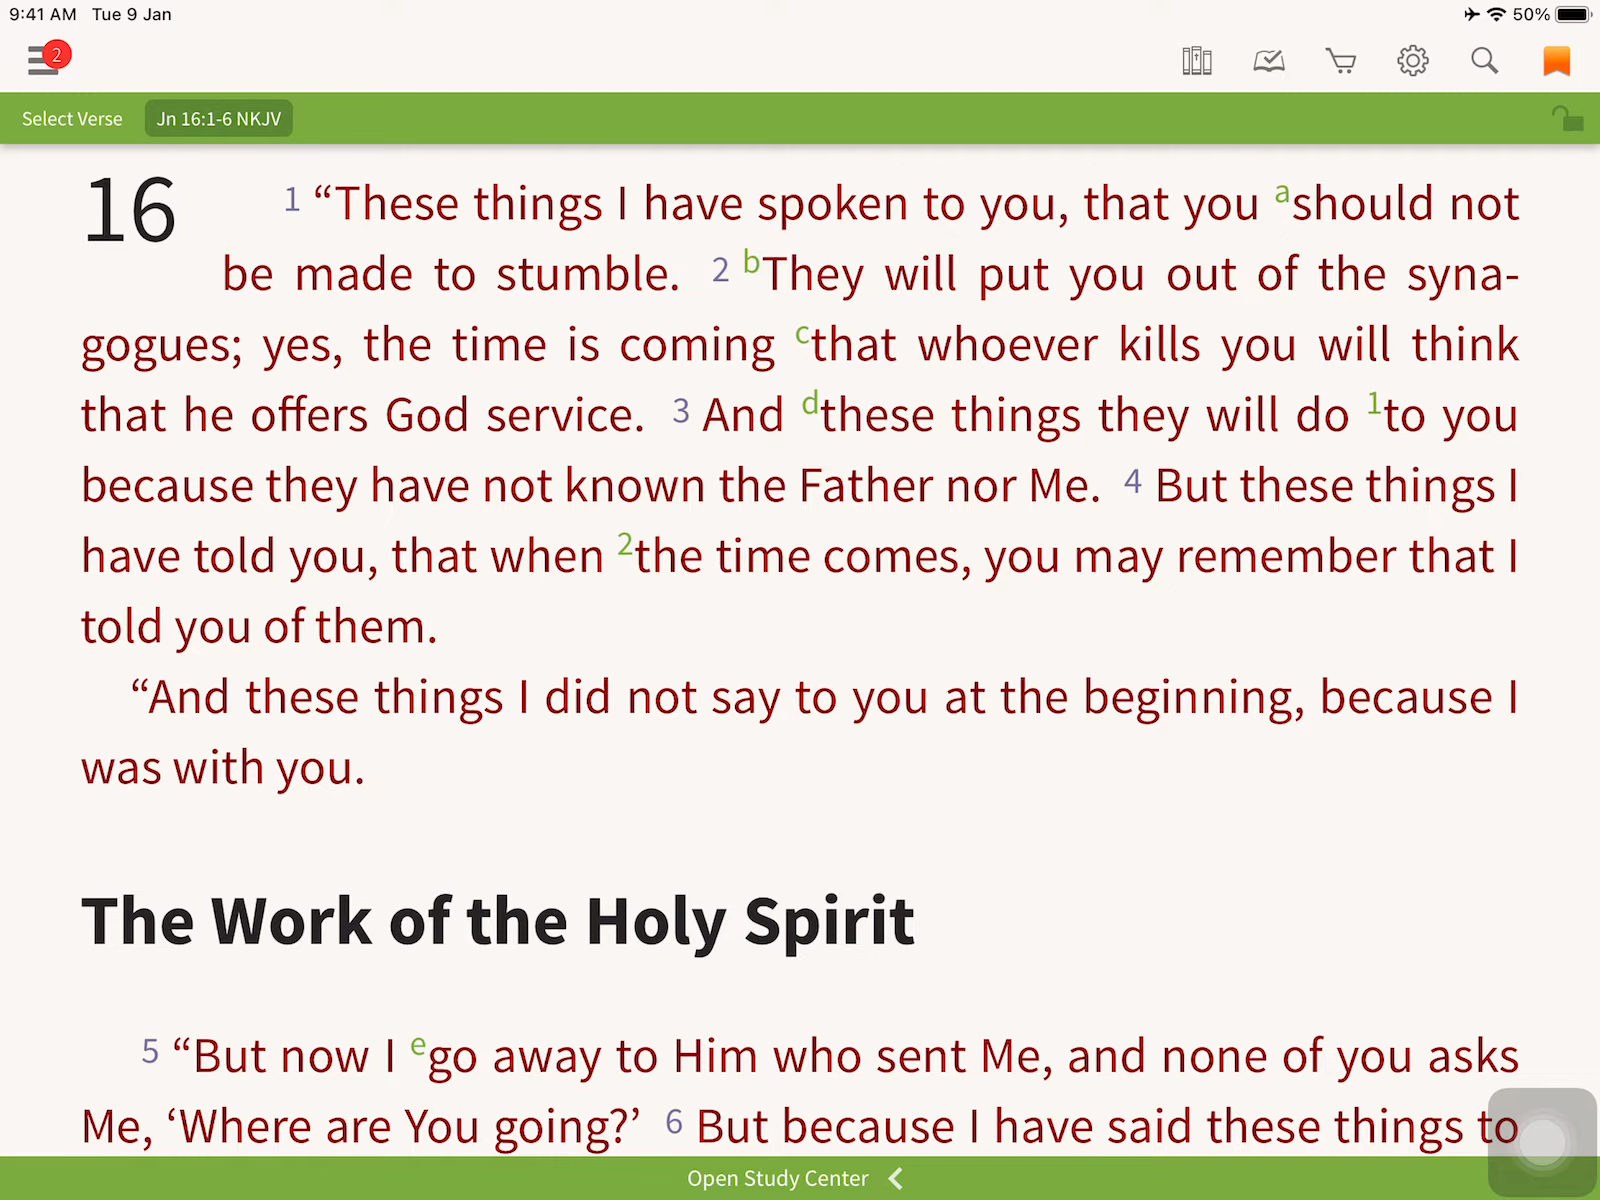 9:41 AM Tue 9 Jan 50%
2
Select Verse Jn 16:1-6 NKJV
16 1 “These things I have spoken to you, that you ashould not
be made to stumble. 2 bThey will put you out of the syna-
gogues; yes, the time is coming cthat whoever kills you will think
that he offers God service. 3 And dthese things they will do 1to you
because they have not known the Father nor Me. 4 But these things I
have told you, that when 2the time comes, you may remember that I
told you of them.
“And these things I did not say to you at the beginning, because I
was with you.
The Work of the Holy Spirit
5 “But now I ego away to Him who sent Me, and none of you asks
Me, ‘Where are You going?’ 6 But because I have said these things to
Open Study Center